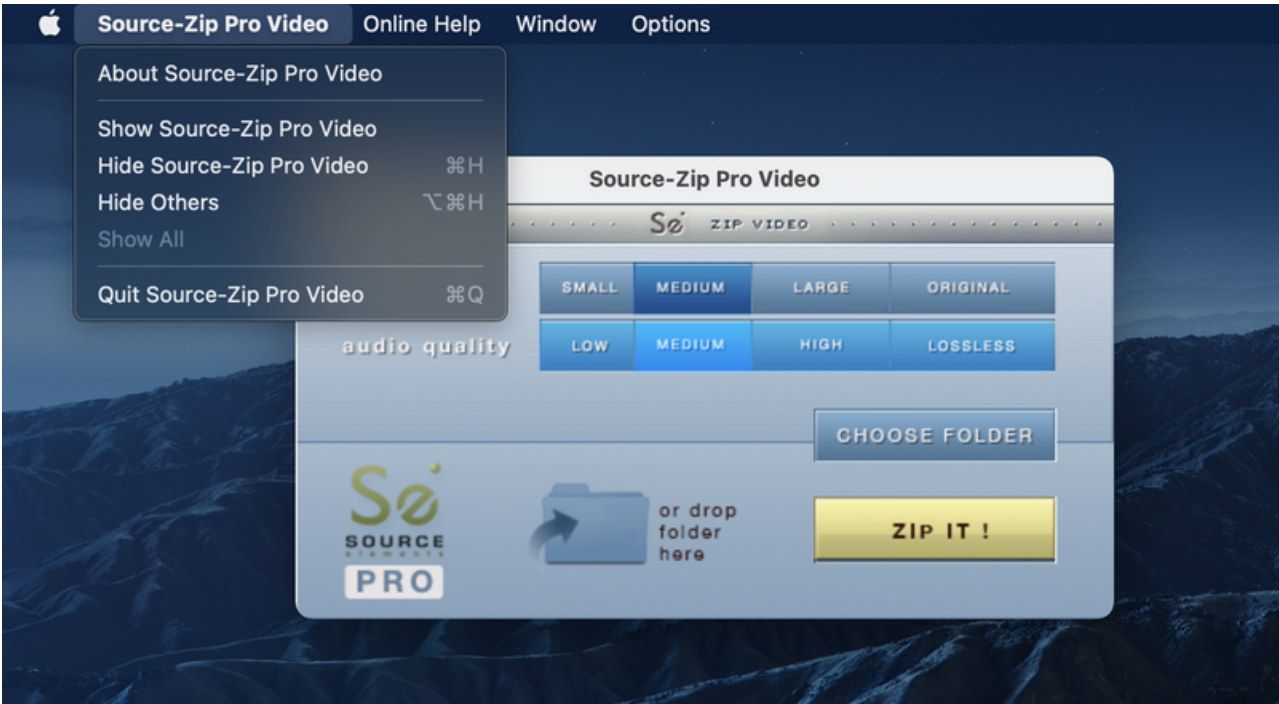 Source-Zip Pro Video Online Help Window Options
About Source-Zip Pro Video
Show Source-Zip Pro Video
Hide Source-Zip Pro Video ⌘H
Hide Others ⌥⌘H
Show All
Quit Source-Zip Pro Video ⌘Q
Source-Zip Pro Video
Se ZIP VIDEO
SMALL MEDIUM LARGE ORIGINAL
audio quality LOW MEDIUM HIGH LOSSLESS
CHOOSE FOLDER
Se
SOURCE
elements
PRO
or drop
folder
here
ZIP IT !